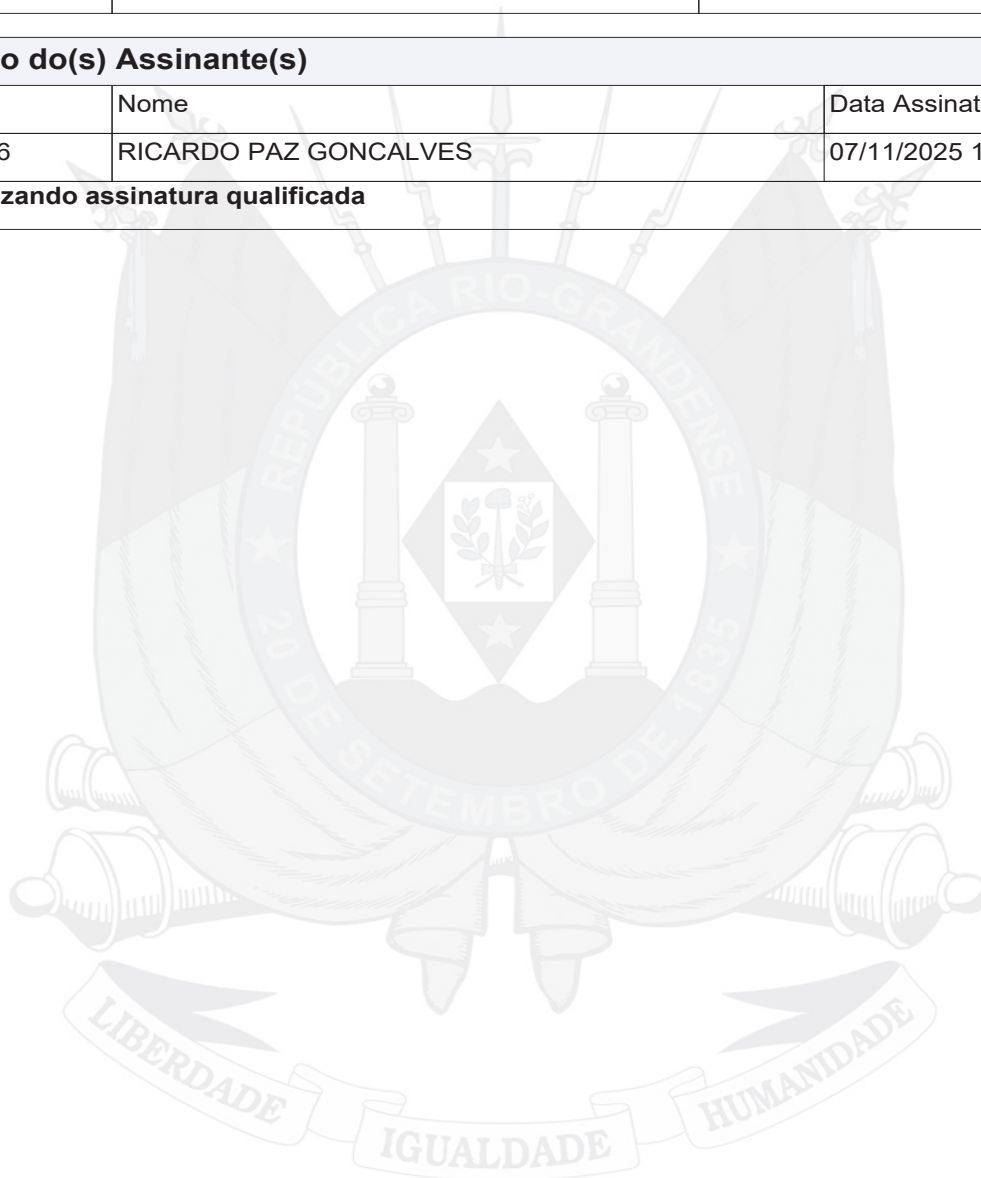 o do(s) Assinante(s)
Nome Data Assinat
6 RICARDO PAZ GONCALVES 07/11/2025 1
zando assinatura qualificada
REPÚBLICA RIO-GRANDENSE
20 DE SETEMBRO DE 1835
LIBERDADE IGUALDADE HUMANIDADE